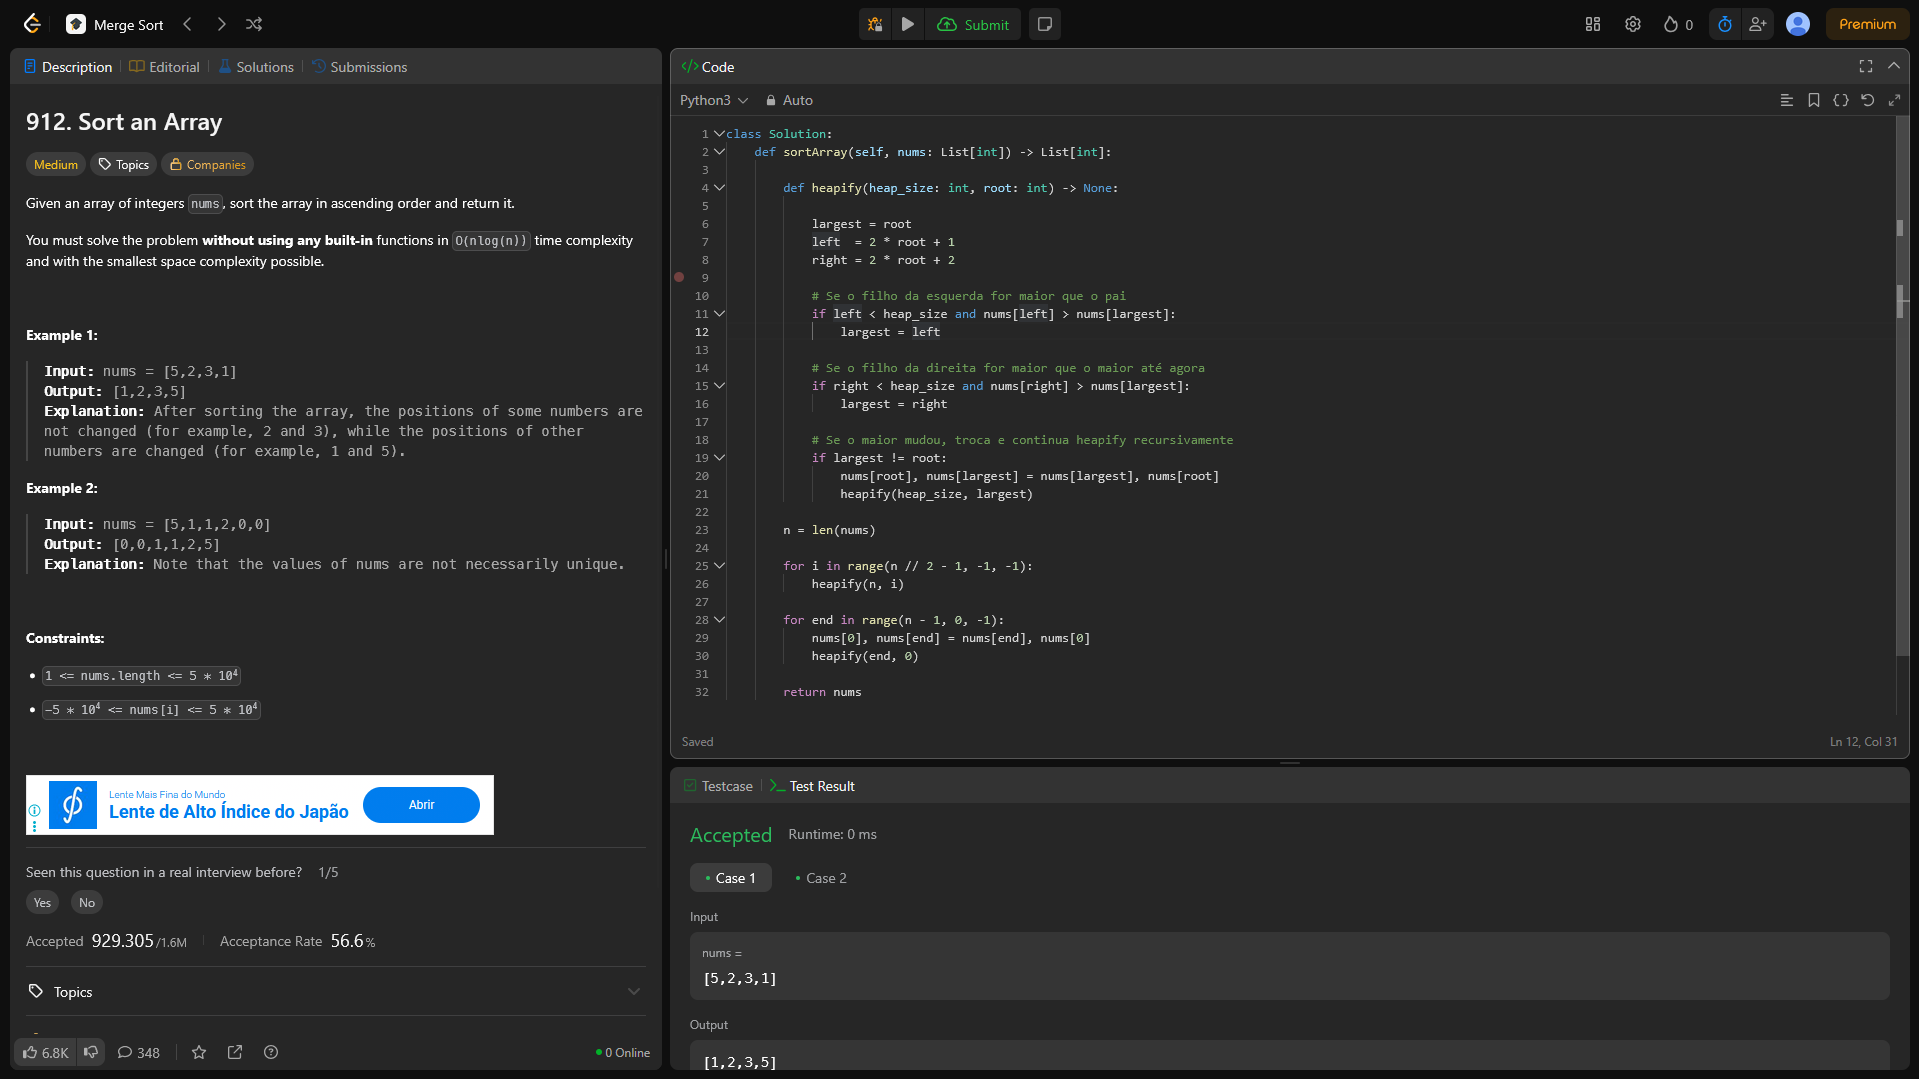 Merge Sort
Submit
0
Premium
Description
Editorial
Solutions
Submissions
912. Sort an Array
Medium
Topics
Companies
Given an array of integers nums, sort the array in ascending order and return it.
You must solve the problem without using any built-in functions in O(nlog(n)) time complexity
and with the smallest space complexity possible.
Example 1:
Input: nums = [5,2,3,1]
Output: [1,2,3,5]
Explanation: After sorting the array, the positions of some numbers are
not changed (for example, 2 and 3), while the positions of other
numbers are changed (for example, 1 and 5).
Example 2:
Input: nums = [5,1,1,2,0,0]
Output: [0,0,1,1,2,5]
Explanation: Note that the values of nums are not necessarily unique.
Constraints:
• 1 <= nums.length <= 5 * 10⁴
• -5 * 10⁴ <= nums[i] <= 5 * 10⁴
Lente Mais Fina do Mundo
Lente de Alto Índice do Japão
Abrir
Seen this question in a real interview before? 1/5
Yes
No
Accepted 929.305/1.6M
Acceptance Rate 56.6%
Topics
6.8K
348
0 Online
</> Code
Python3
Auto
1 class Solution:
2     def sortArray(self, nums: List[int]) -> List[int]:
3
4         def heapify(heap_size: int, root: int) -> None:
5
6             largest = root
7             left  = 2 * root + 1
8             right = 2 * root + 2
9
10             # Se o filho da esquerda for maior que o pai
11             if left < heap_size and nums[left] > nums[largest]:
12                 largest = left
13
14             # Se o filho da direita for maior que o maior até agora
15             if right < heap_size and nums[right] > nums[largest]:
16                 largest = right
17
18             # Se o maior mudou, troca e continua heapify recursivamente
19             if largest != root:
20                 nums[root], nums[largest] = nums[largest], nums[root]
21                 heapify(heap_size, largest)
22
23         n = len(nums)
24
25         for i in range(n // 2 - 1, -1, -1):
26             heapify(n, i)
27
28         for end in range(n - 1, 0, -1):
29             nums[0], nums[end] = nums[end], nums[0]
30             heapify(end, 0)
31
32         return nums
Saved
Ln 12, Col 31
Testcase
Test Result
Accepted
Runtime: 0 ms
• Case 1
• Case 2
Input
nums =
[5,2,3,1]
Output
[1,2,3,5]